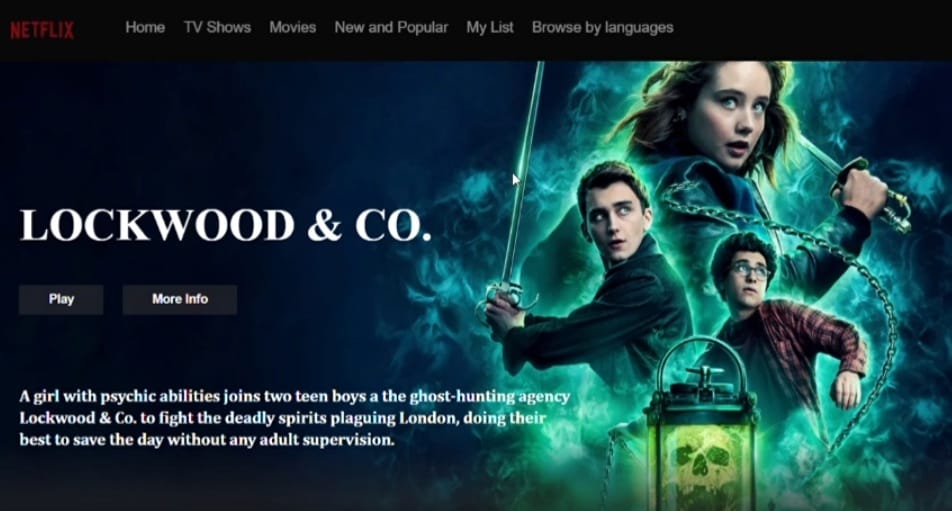 NETFLIX Home TV Shows Movies New and Popular My List Browse by languages
LOCKWOOD & CO.
Play More Info
A girl with psychic abilities joins two teen boys a the ghost-hunting agency
Lockwood & Co. to fight the deadly spirits plaguing London, doing their
best to save the day without any adult supervision.